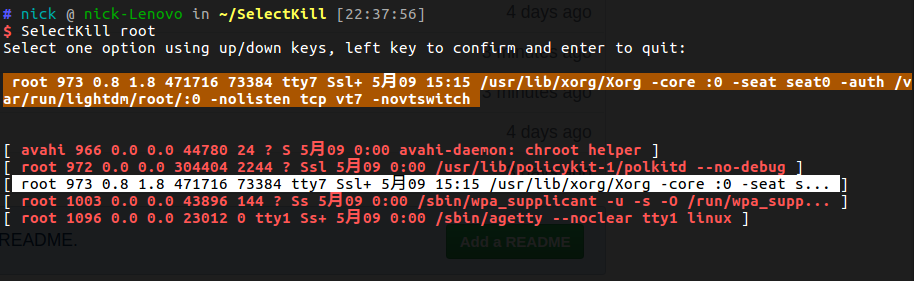 # nick @ nick-Lenovo in ~/SelectKill [22:37:56]
4 days ago
$ SelectKill root
Select one option using up/down keys, left key to confirm and enter to quit:
root 973 0.8 1.8 471716 73384 tty7 Ssl+ 5月09 15:15 /usr/lib/xorg/Xorg -core :0 -seat seat0 -auth /v
ar/run/lightdm/root/:0 -nolisten tcp vt7 -novtswitch
3 minutes ago
4 days ago
[ avahi 966 0.0 0.0 44780 24 ? S 5月09 0:00 avahi-daemon: chroot helper ]
[ root 972 0.0 0.0 304404 2244 ? Ssl 5月09 0:00 /usr/lib/policykit-1/polkitd --no-debug ]
[ root 973 0.8 1.8 471716 73384 tty7 Ssl+ 5月09 15:15 /usr/lib/xorg/Xorg -core :0 -seat s... ]
[ root 1003 0.0 0.0 43896 144 ? Ss 5月09 0:00 /sbin/wpa_supplicant -u -s -O /run/wpa_supp... ]
[ root 1096 0.0 0.0 23012 0 tty1 Ss+ 5月09 0:00 /sbin/agetty --noclear tty1 linux ]
README.
Add a README